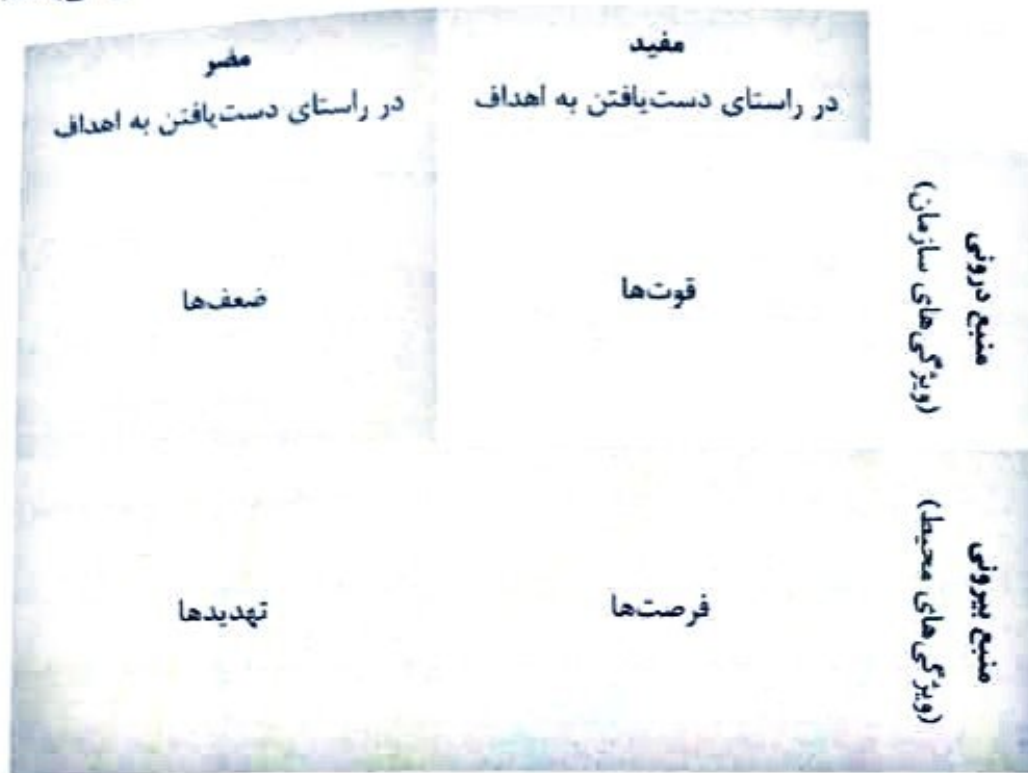 مفید
در راستای دست‌یافتن به اهداف
مضر
در راستای دست‌یافتن به اهداف
منبع درونی
(ویژگی‌های سازمان)
قوت‌ها
ضعف‌ها
منبع بیرونی
(ویژگی‌های محیط)
فرصت‌ها
تهدیدها